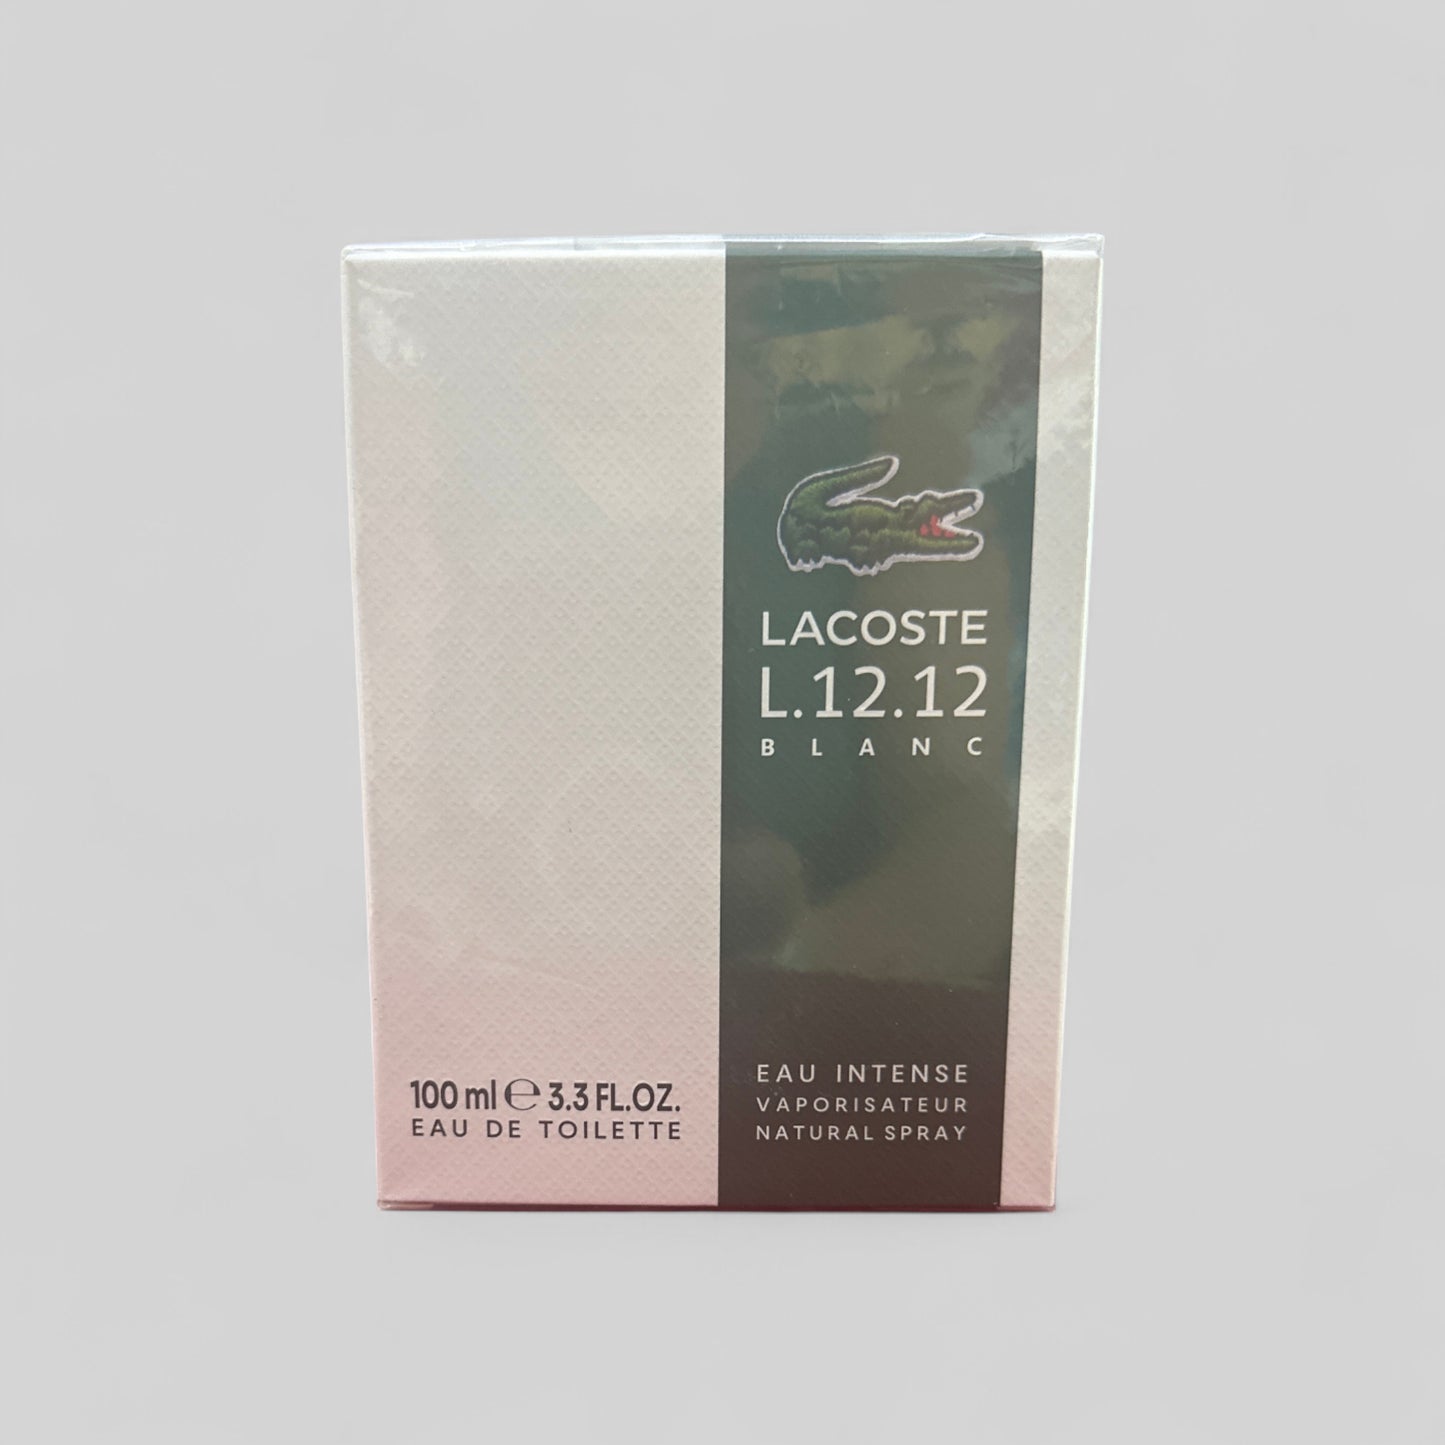 LACOSTE
L.12.12
BLANC
100 ml ℮ 3.3 FL.OZ.
EAU DE TOILETTE
EAU INTENSE
VAPORISATEUR
NATURAL SPRAY